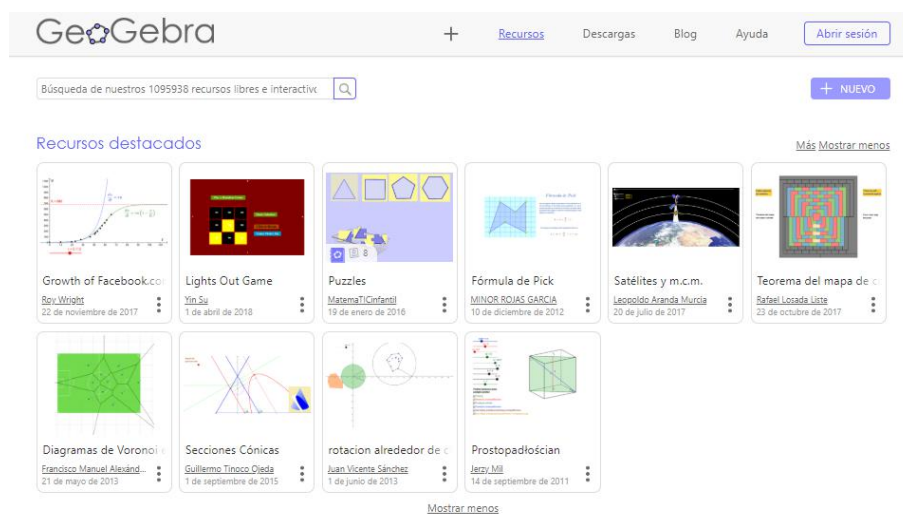 GeoGebra
+ Recursos Descargas Blog Ayuda Abrir sesión
Búsqueda de nuestros 1095938 recursos libres e interactivo
+ NUEVO
Recursos destacados
Más Mostrar menos
Growth of Facebook.co
Roy Wright
22 de noviembre de 2017
Lights Out Game
Yin Su
1 de abril de 2018
Puzzles
MatemaTICinfantil
19 de enero de 2016
Fórmula de Pick
Fórmula de Pick
MINOR ROJAS GARCIA
10 de diciembre de 2012
Satélites y m.c.m.
Leopoldo Aranda Murcia
20 de julio de 2017
Teorema del mapa de c
Rafael Losada Liste
23 de octubre de 2017
Diagramas de Voronoi
Francisco Manuel Alexánd...
21 de mayo de 2013
Secciones Cónicas
Guillermo Tinoco Ojeda
1 de septiembre de 2015
rotacion alrededor de c
Juan Vicente Sánchez
1 de junio de 2013
Prostopadłościan
Jerzy Mil
14 de septiembre de 2011
Mostrar menos